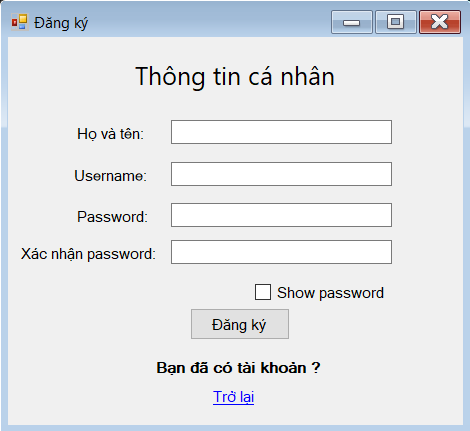 Đăng ký
Thông tin cá nhân
Họ và tên:
Username:
Password:
Xác nhận password:
Show password
Đăng ký
Bạn đã có tài khoản ?
Trở lại